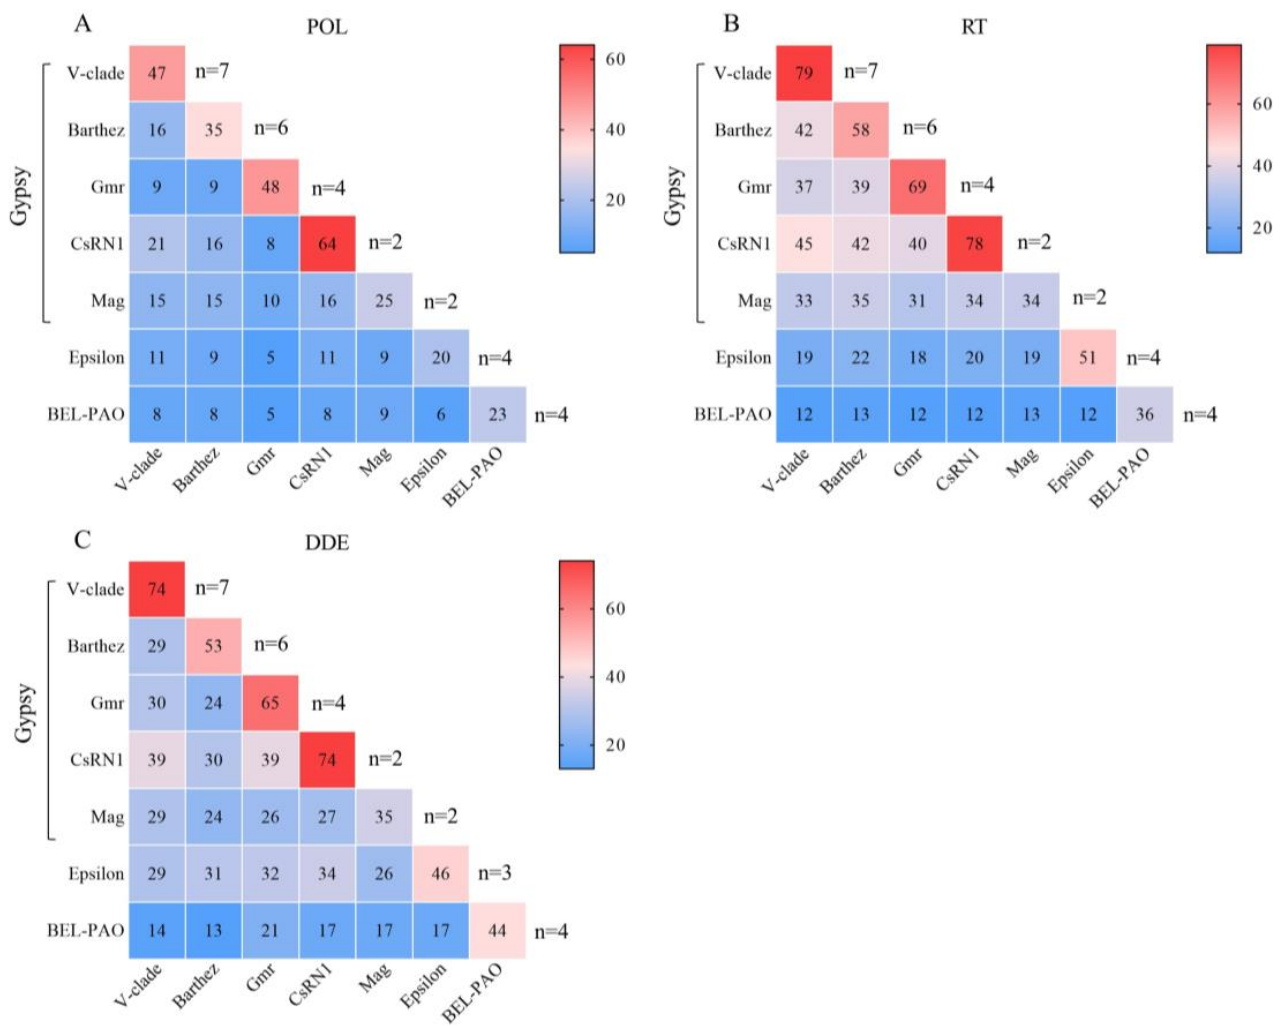 A
POL
V-clade 47 n=7
Barthez 16 35 n=6
Gmr 9 9 48 n=4
CsRN1 21 16 8 64 n=2
Mag 15 15 10 16 25 n=2
Epsilon 11 9 5 11 9 20 n=4
BEL-PAO 8 8 5 8 9 6 23 n=4
V-clade Barthez Gmr CsRN1 Mag Epsilon BEL-PAO
Gypsy
60
40
20
B
RT
V-clade 79 n=7
Barthez 42 58 n=6
Gmr 37 39 69 n=4
CsRN1 45 42 40 78 n=2
Mag 33 35 31 34 34 n=2
Epsilon 19 22 18 20 19 51 n=4
BEL-PAO 12 13 12 12 13 12 36 n=4
V-clade Barthez Gmr CsRN1 Mag Epsilon BEL-PAO
Gypsy
60
40
20
C
DDE
V-clade 74 n=7
Barthez 29 53 n=6
Gmr 30 24 65 n=4
CsRN1 39 30 39 74 n=2
Mag 29 24 26 27 35 n=2
Epsilon 29 31 32 34 26 46 n=3
BEL-PAO 14 13 21 17 17 17 44 n=4
V-clade Barthez Gmr CsRN1 Mag Epsilon BEL-PAO
Gypsy
60
40
20